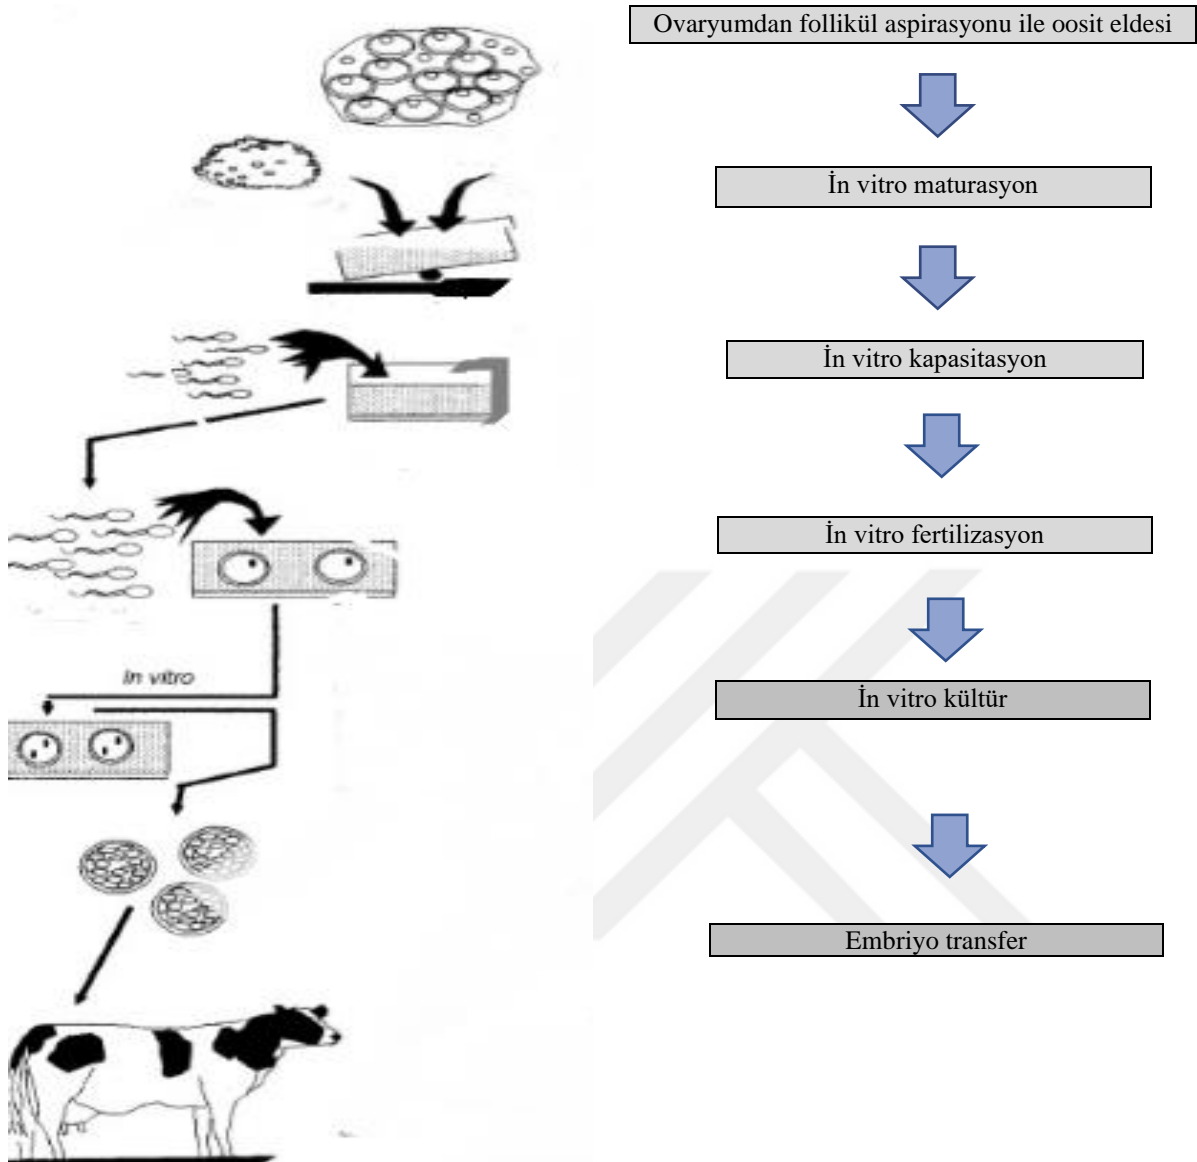 Ovaryumdan follikül aspirasyonu ile oosit eldesi
İn vitro maturasyon
İn vitro kapasitasyon
İn vitro fertilizasyon
In vitro
İn vitro kültür
Embriyo transfer